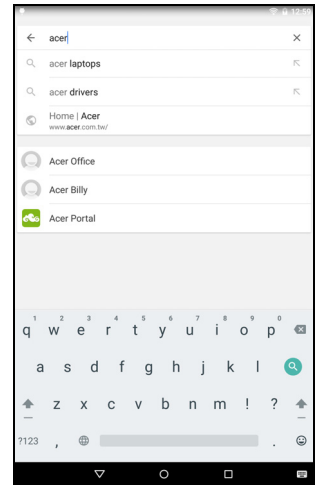 12:59
acer
acer laptops
acer drivers
Home | Acer
www.acer.com.tw/
Acer Office
Acer Billy
Acer Portal
1 2 3 4 5 6 7 8 9 0
q w e r t y u i o p
a s d f g h j k l
z x c v b n m ! ?
?123 , .